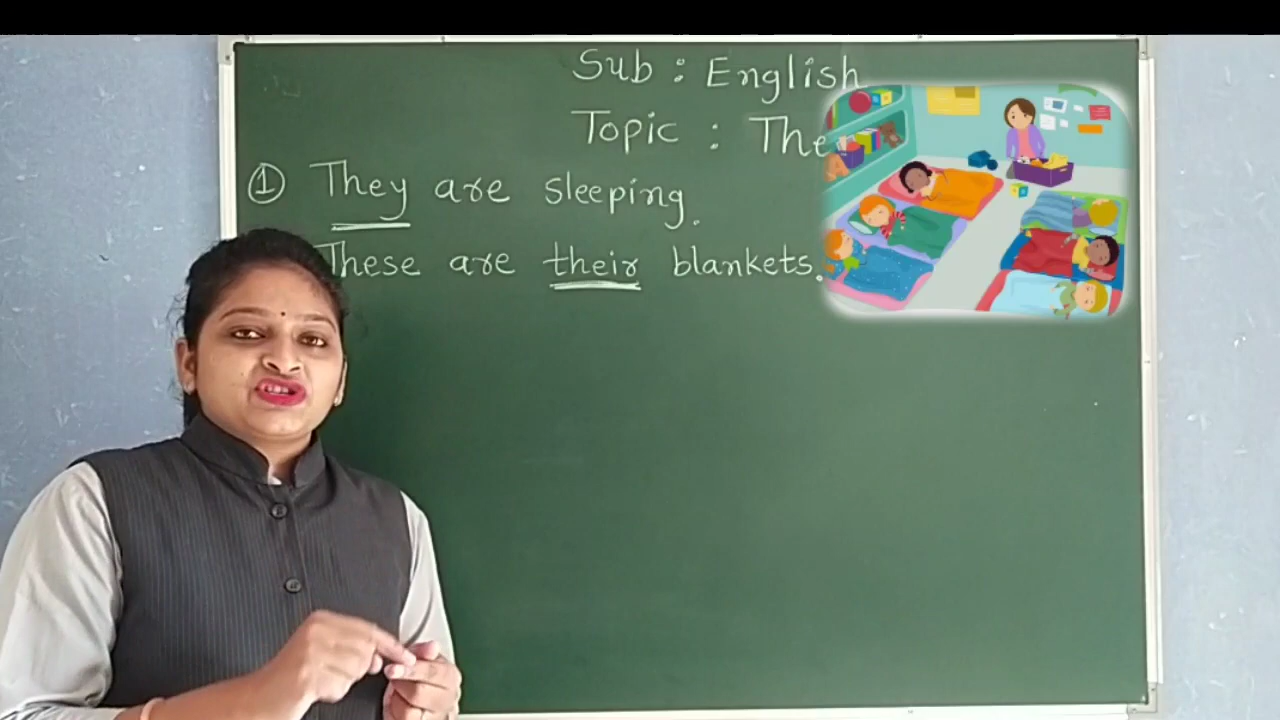 Sub : English
Topic : The
① They are sleeping.
These are their blankets.